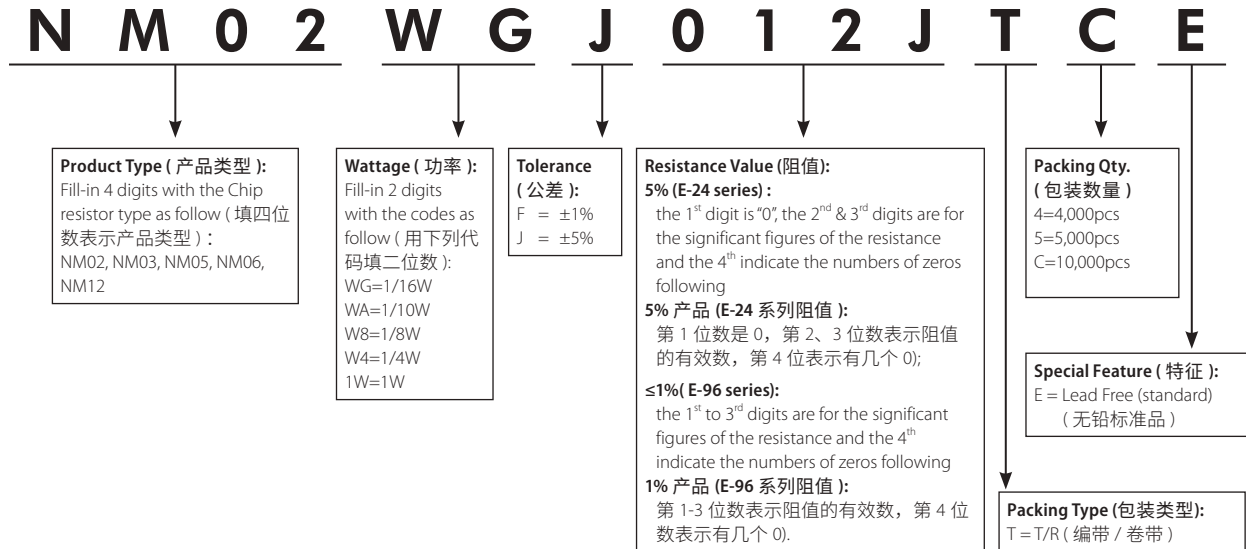 N M 0 2 W G J 0 1 2 J T C E
Product Type ( 产品类型 ):
Fill-in 4 digits with the Chip
resistor type as follow ( 填四位
数表示产品类型 ) :
NM02, NM03, NM05, NM06,
NM12
Wattage ( 功率 ):
Fill-in 2 digits
with the codes as
follow ( 用下列代
码填二位数 ):
WG=1/16W
WA=1/10W
W8=1/8W
W4=1/4W
1W=1W
Tolerance
( 公差 ):
F = ±1%
J = ±5%
Resistance Value (阻值):
5% (E-24 series) :
the 1st digit is "0", the 2nd & 3rd digits are for
the significant figures of the resistance
and the 4th indicate the numbers of zeros
following
5% 产品 (E-24 系列阻值 ):
第 1 位数是 0，第 2、3 位数表示阻值
的有效数，第 4 位表示有几个 0);
≤1%( E-96 series):
the 1st to 3rd digits are for the significant
figures of the resistance and the 4th
indicate the numbers of zeros following
1% 产品 (E-96 系列阻值 ):
第 1-3 位数表示阻值的有效数，第 4 位
数表示有几个 0).
Packing Qty.
( 包装数量 )
4=4,000pcs
5=5,000pcs
C=10,000pcs
Special Feature ( 特征 ):
E = Lead Free (standard)
( 无铅标准品 )
Packing Type (包装类型):
T = T/R ( 编带 / 卷带 )